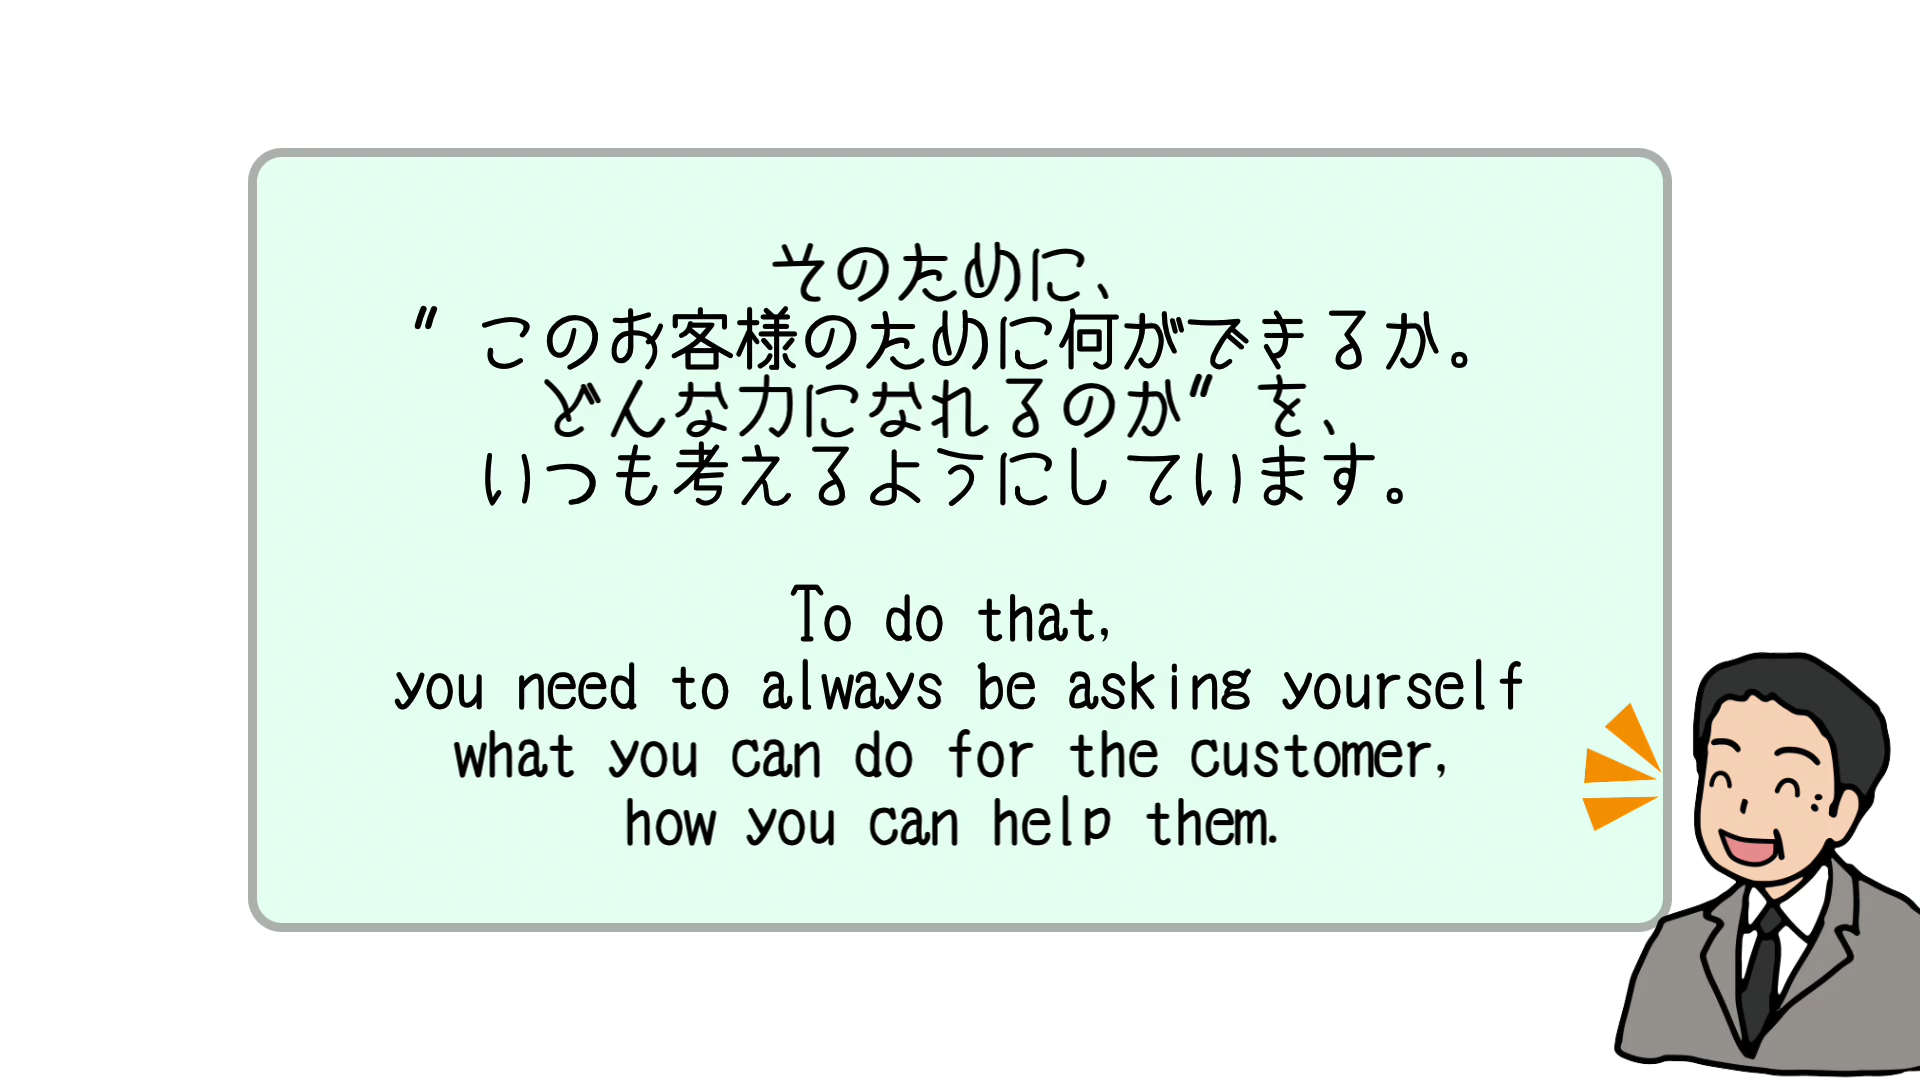 そのために、
"このお客様のために何ができるか。
どんな力になれるのか"を、
いつも考えるようにしています。
To do that,
you need to always be asking yourself
what you can do for the customer,
how you can help them.